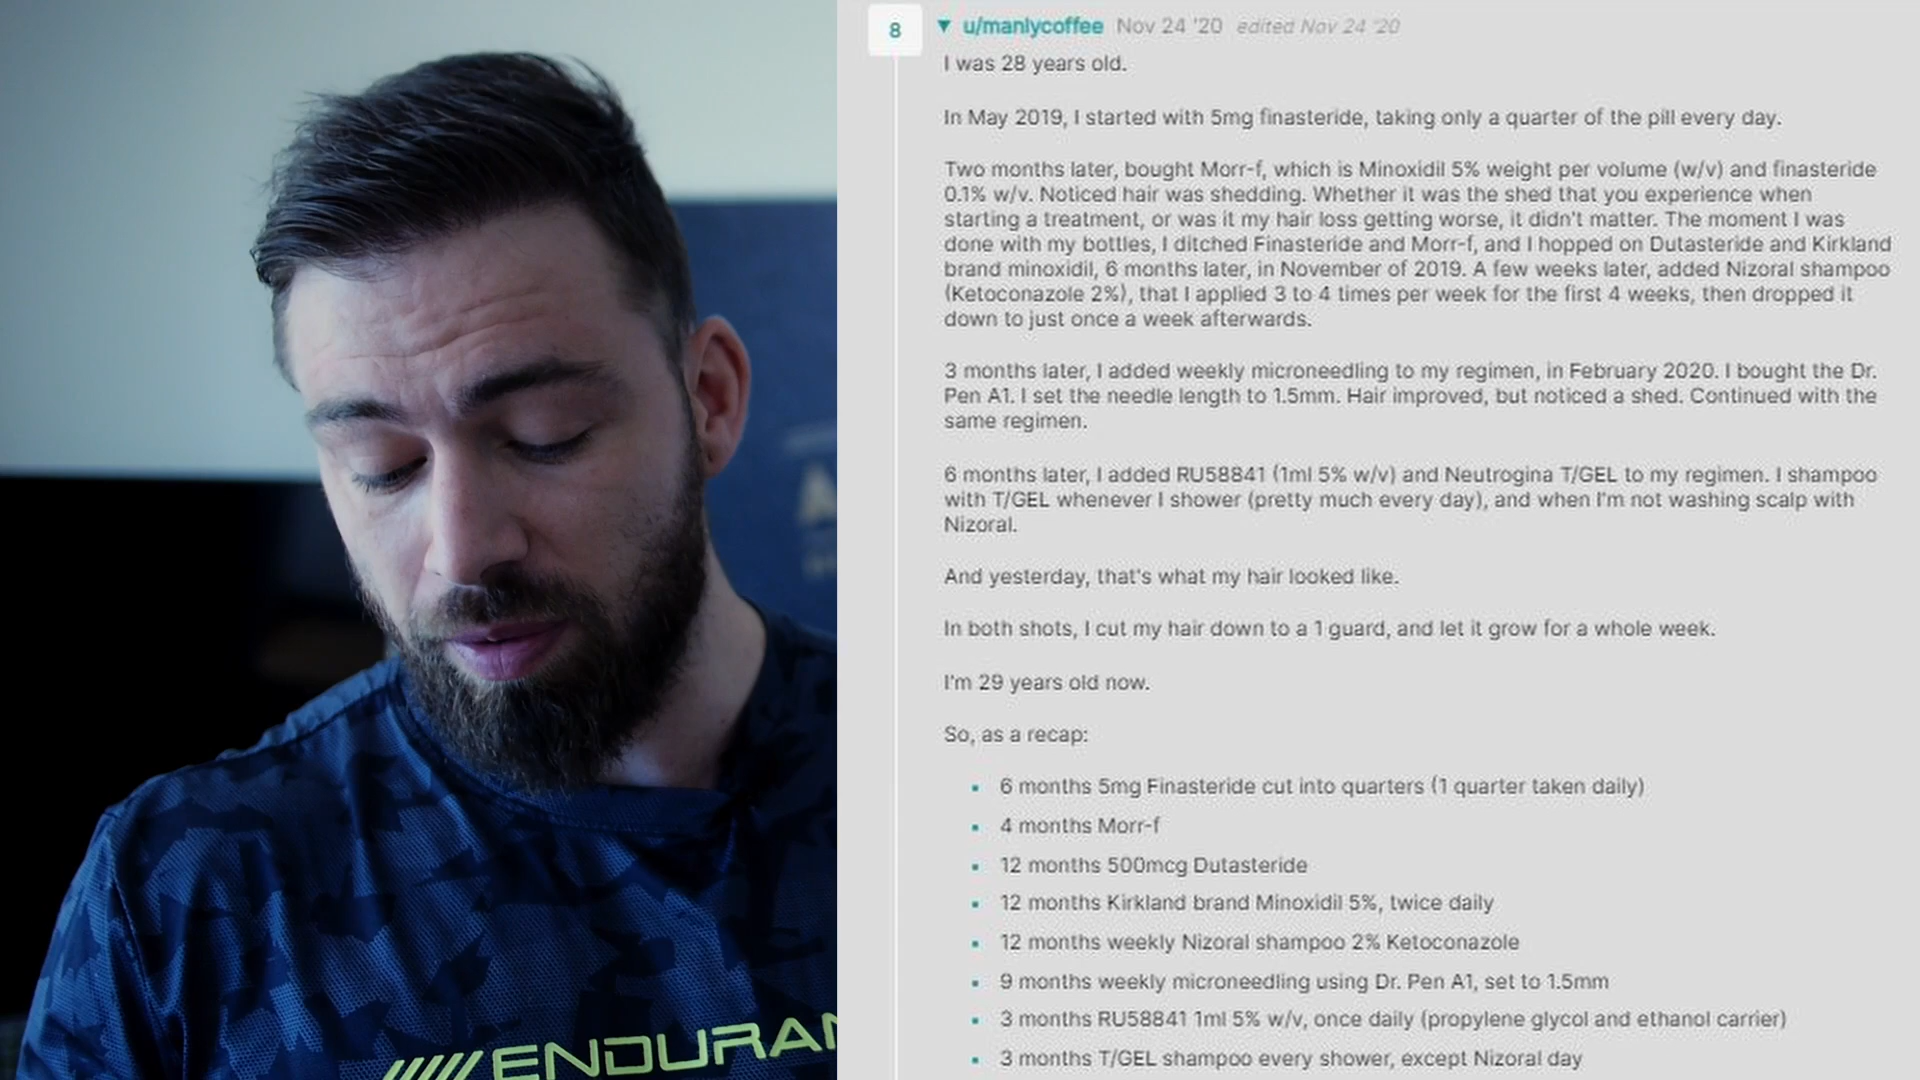 8
u/manlycoffee Nov 24 '20 edited Nov 24 '20
I was 28 years old.
In May 2019, I started with 5mg finasteride, taking only a quarter of the pill every day.
Two months later, bought Morr-f, which is Minoxidil 5% weight per volume (w/v) and finasteride
0.1% w/v. Noticed hair was shedding. Whether it was the shed that you experience when
starting a treatment, or was it my hair loss getting worse, it didn't matter. The moment I was
done with my bottles, I ditched Finasteride and Morr-f, and I hopped on Dutasteride and Kirkland
brand minoxidil, 6 months later, in November of 2019. A few weeks later, added Nizoral shampoo
(Ketoconazole 2%), that I applied 3 to 4 times per week for the first 4 weeks, then dropped it
down to just once a week afterwards.
3 months later, I added weekly microneedling to my regimen, in February 2020. I bought the Dr.
Pen A1. I set the needle length to 1.5mm. Hair improved, but noticed a shed. Continued with the
same regimen.
6 months later, I added RU58841 (1ml 5% w/v) and Neutrogina T/GEL to my regimen. I shampoo
with T/GEL whenever I shower (pretty much every day), and when I'm not washing scalp with
Nizoral.
And yesterday, that's what my hair looked like.
In both shots, I cut my hair down to a 1 guard, and let it grow for a whole week.
I'm 29 years old now.
So, as a recap:
6 months 5mg Finasteride cut into quarters (1 quarter taken daily)
4 months Morr-f
12 months 500mcg Dutasteride
12 months Kirkland brand Minoxidil 5%, twice daily
12 months weekly Nizoral shampoo 2% Ketoconazole
9 months weekly microneedling using Dr. Pen A1, set to 1.5mm
3 months RU58841 1ml 5% w/v, once daily (propylene glycol and ethanol carrier)
3 months T/GEL shampoo every shower, except Nizoral day
ENDURAN